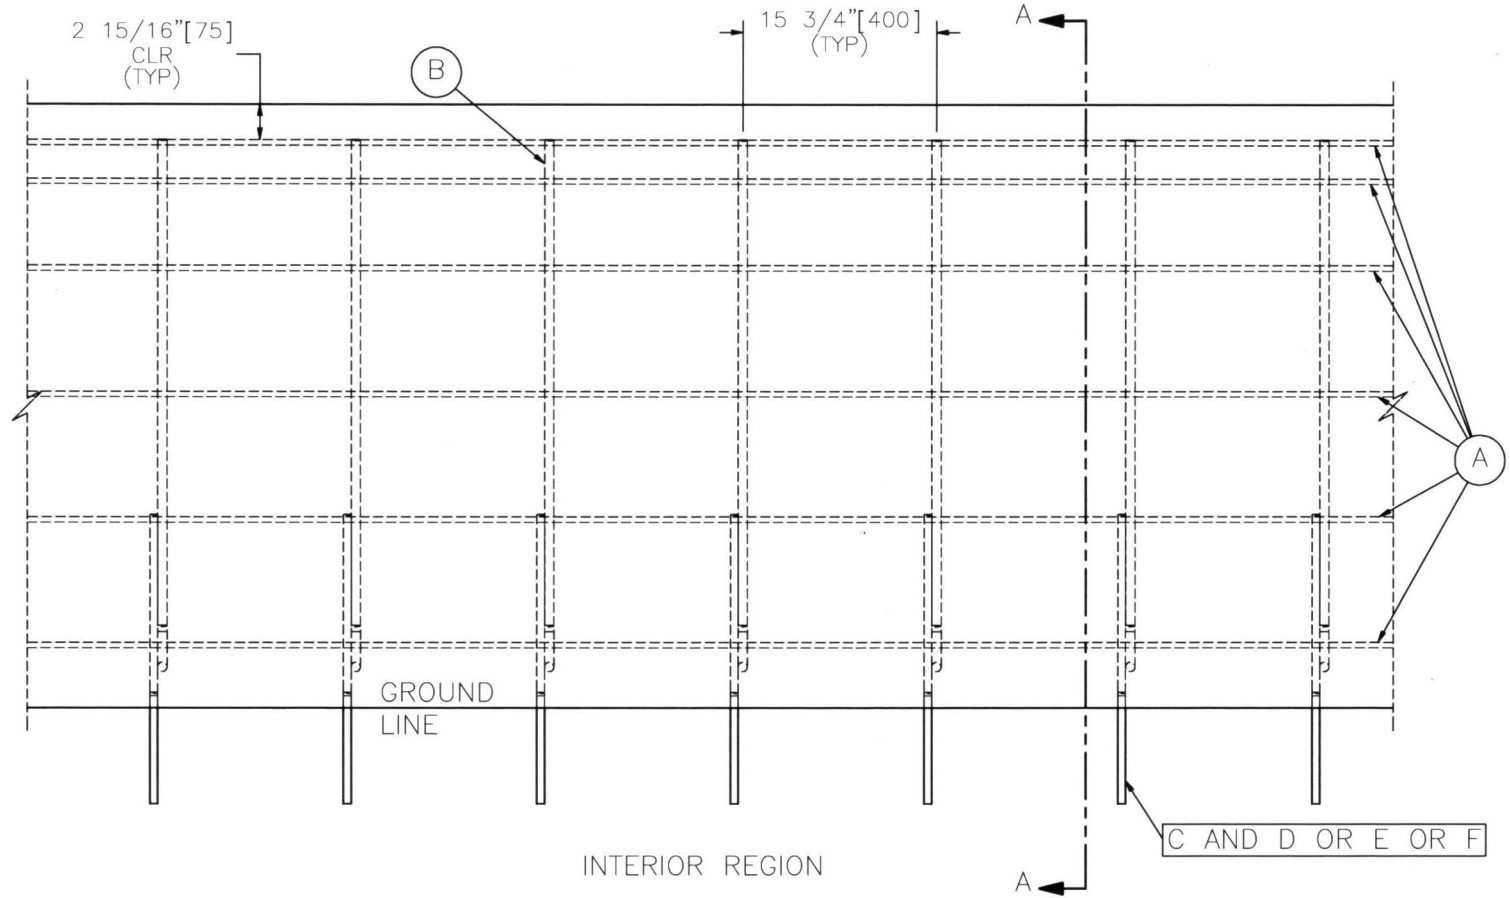 2 15/16"[75]
CLR
(TYP)
B
15 3/4"[400]
(TYP)
A
A
GROUND
LINE
C AND D OR E OR F
INTERIOR REGION
A